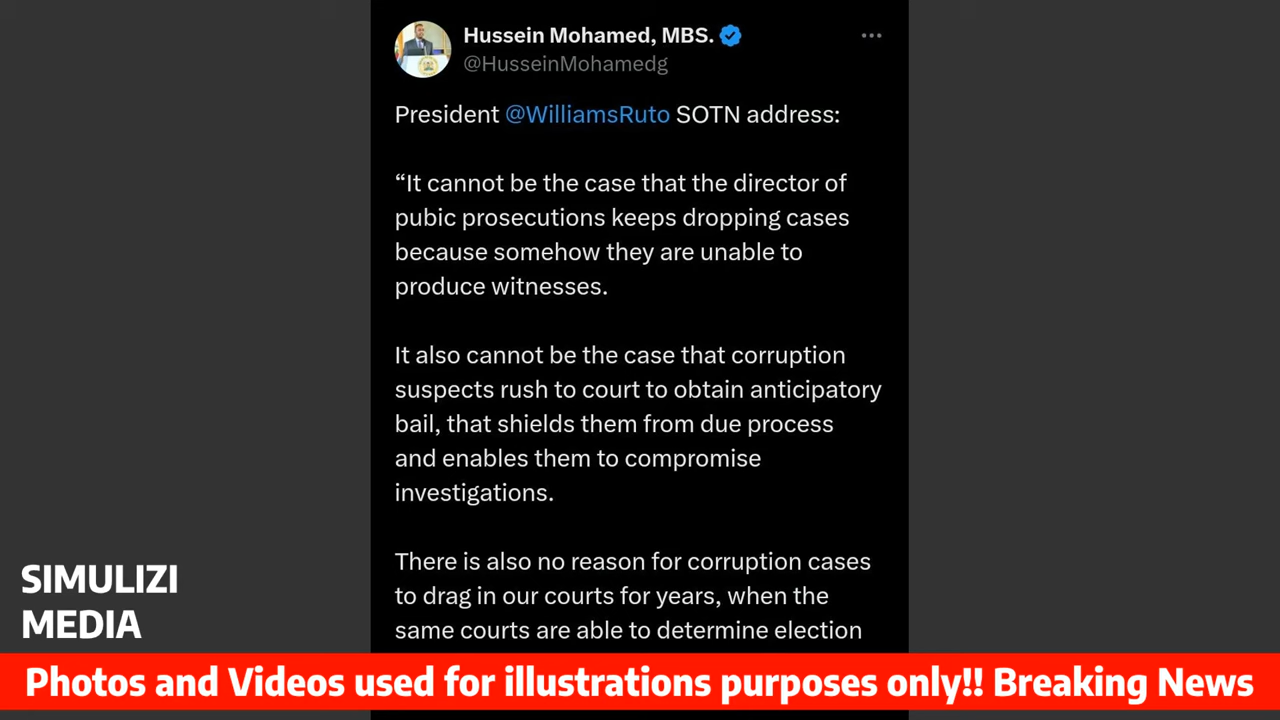 Hussein Mohamed, MBS.
@HusseinMohamedg
President @WilliamsRuto SOTN address:
“It cannot be the case that the director of
pubic prosecutions keeps dropping cases
because somehow they are unable to
produce witnesses.
It also cannot be the case that corruption
suspects rush to court to obtain anticipatory
bail, that shields them from due process
and enables them to compromise
investigations.
There is also no reason for corruption cases
to drag in our courts for years, when the
same courts are able to determine election
SIMULIZI
MEDIA
Photos and Videos used for illustrations purposes only!! Breaking News